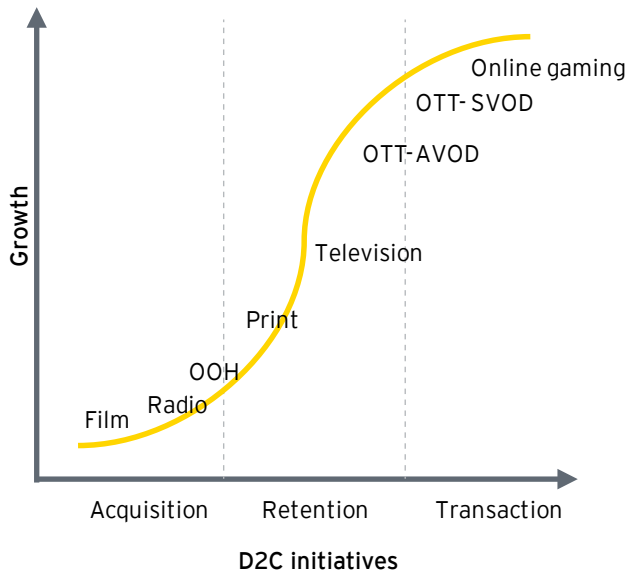 Online gaming
OTT- SVOD
OTT-AVOD
Television
Print
OOH
Radio
Film
Growth
Acquisition
Retention
Transaction
D2C initiatives